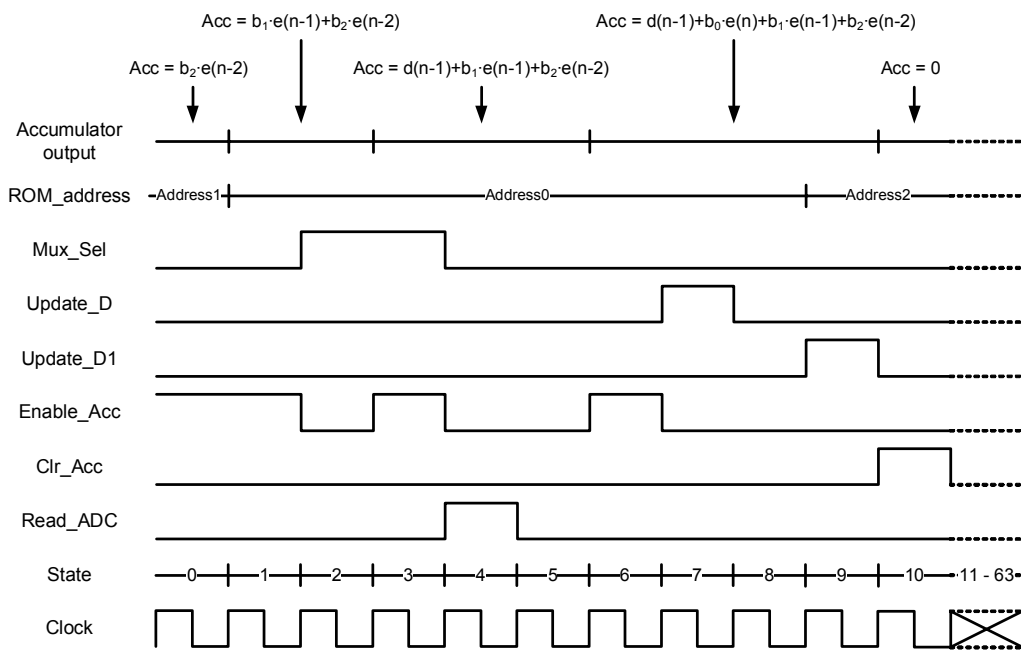 Acc = b₁·e(n-1)+b₂·e(n-2)
Acc = d(n-1)+b₀·e(n)+b₁·e(n-1)+b₂·e(n-2)
Acc = b₂·e(n-2)
Acc = d(n-1)+b₁·e(n-1)+b₂·e(n-2)
Acc = 0
Accumulator
output
ROM_address
Address1
Address0
Address2
Mux_Sel
Update_D
Update_D1
Enable_Acc
Clr_Acc
Read_ADC
State
0 1 2 3 4 5 6 7 8 9 10 11 - 63
Clock